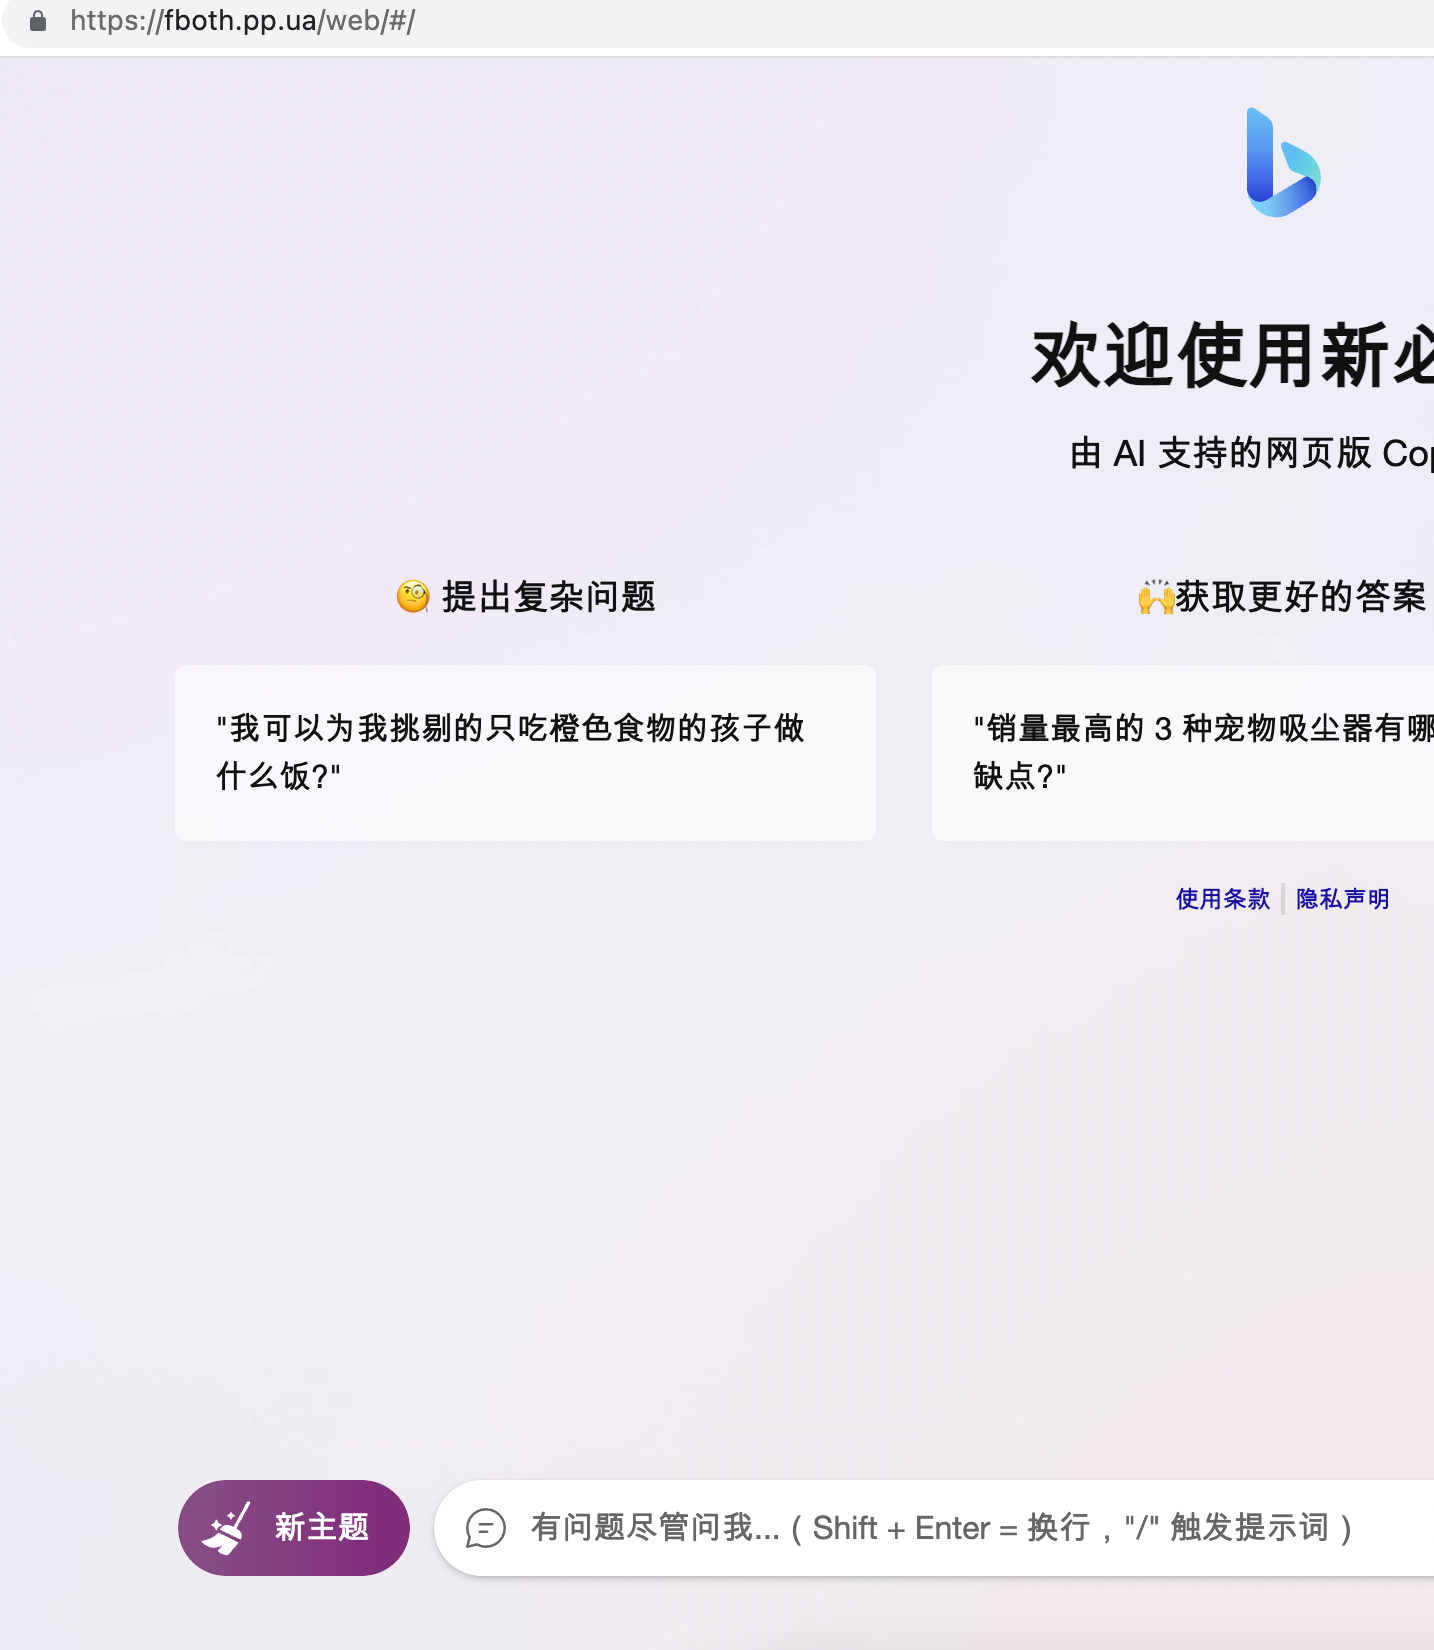 https://fboth.pp.ua/web/#/
欢迎使用新必
由 AI 支持的网页版 Cop
🧐 提出复杂问题
🙌获取更好的答案
"我可以为我挑剔的只吃橙色食物的孩子做
什么饭?"
"销量最高的 3 种宠物吸尘器有哪
缺点?"
使用条款 | 隐私声明
新主题
有问题尽管问我...（Shift + Enter = 换行，"/" 触发提示词）